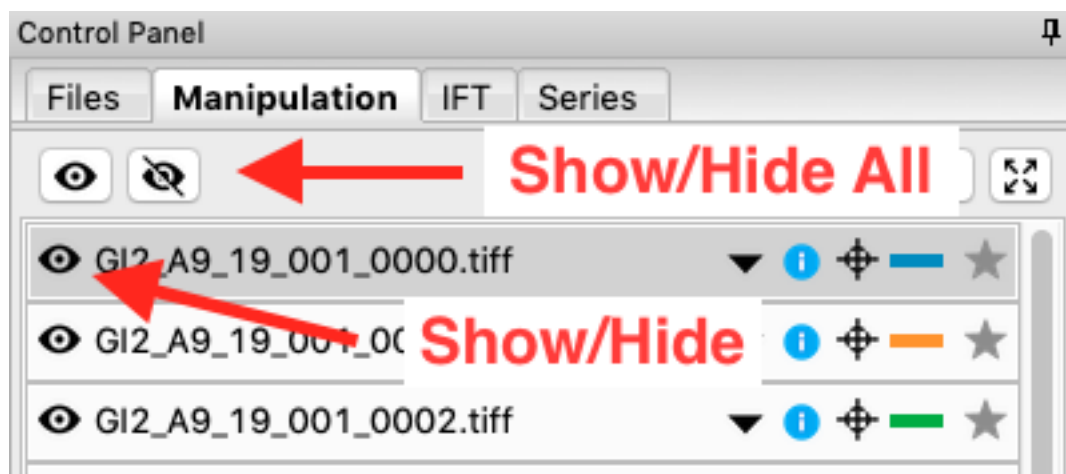 Control Panel
Files Manipulation IFT Series
Show/Hide All
GI2_A9_19_001_0000.tiff
Show/Hide
GI2_A9_19_001_0002.tiff